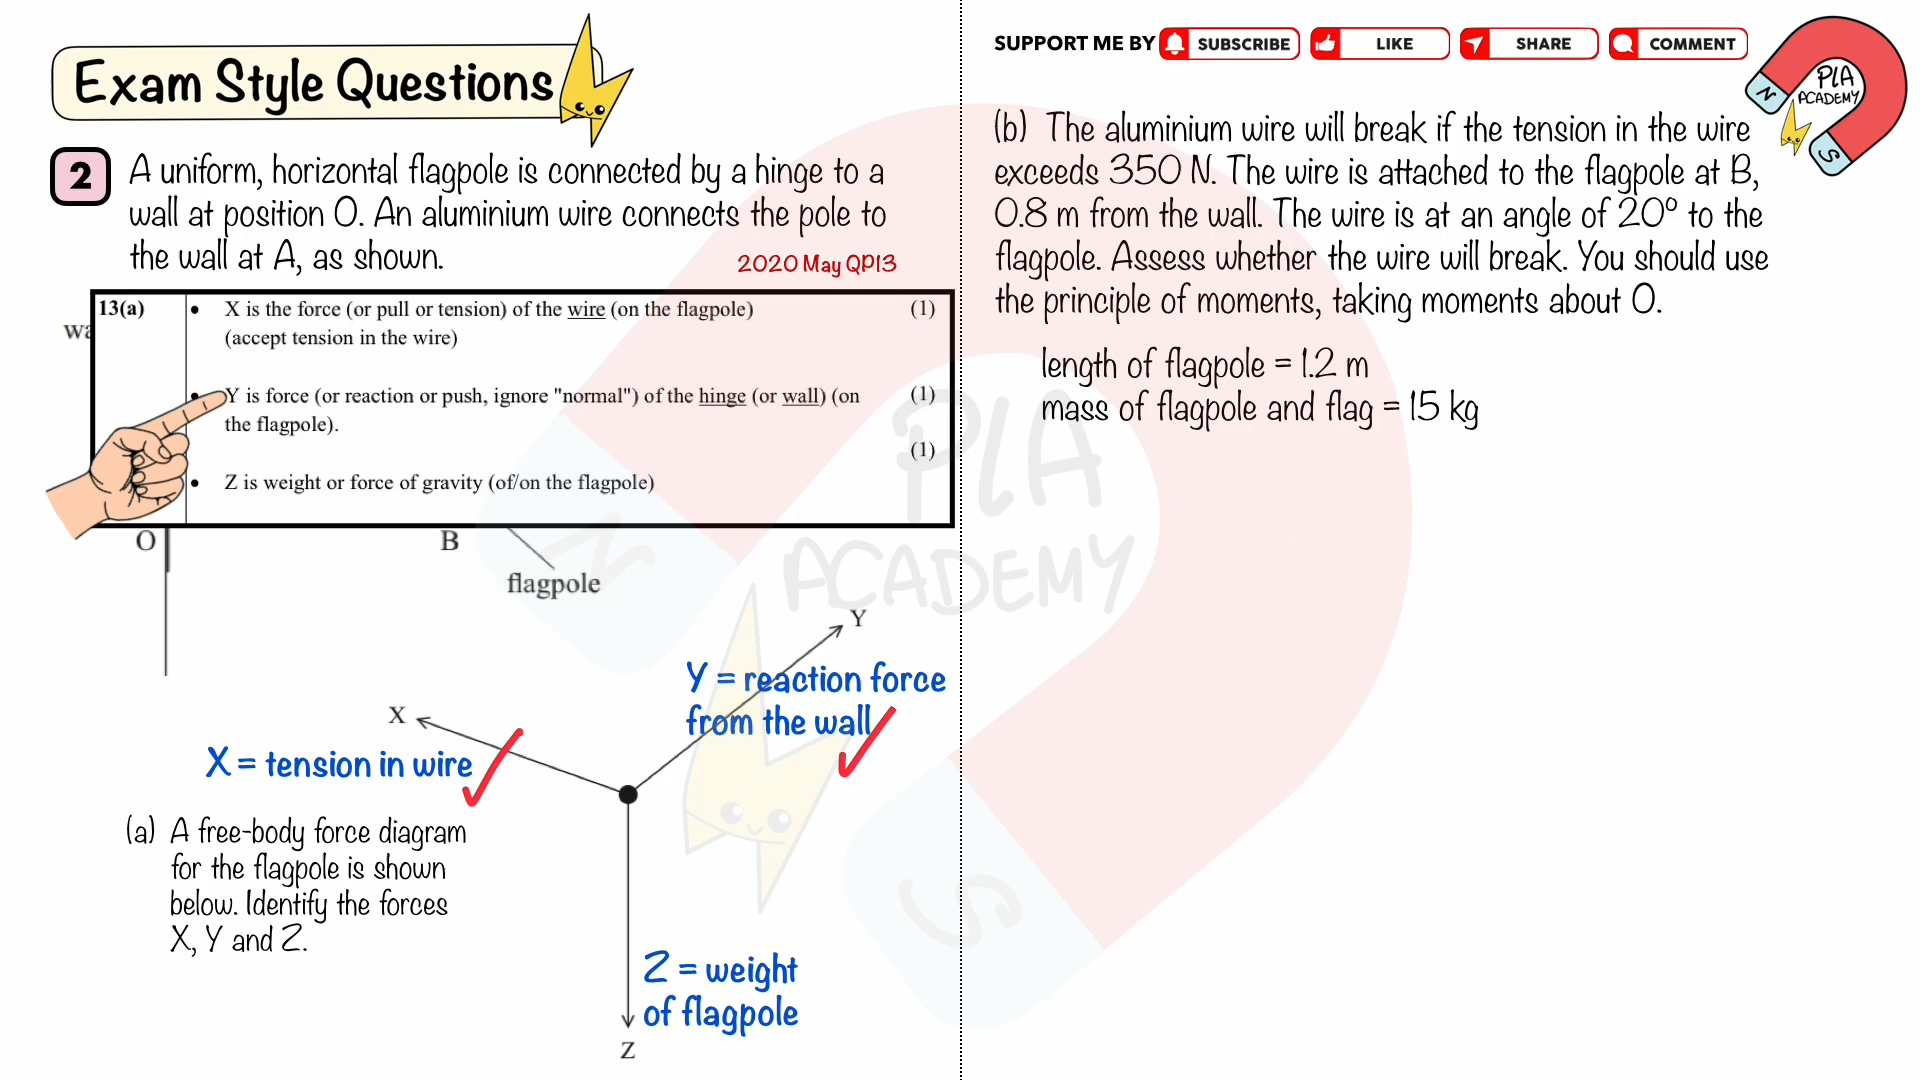 Exam Style Questions
2
A uniform, horizontal flagpole is connected by a hinge to a
wall at position O. An aluminium wire connects the pole to
the wall at A, as shown.
2020 May QP13
13(a)
• X is the force (or pull or tension) of the wire (on the flagpole) (1)
(accept tension in the wire)
Y is force (or reaction or push, ignore "normal") of the hinge (or wall) (on (1)
the flagpole).
(1)
• Z is weight or force of gravity (of/on the flagpole)
O
B
flagpole
Y
Y = reaction force
from the wall
X
X = tension in wire
(a) A free-body force diagram
for the flagpole is shown
below. Identify the forces
X, Y and Z.
Z = weight
of flagpole
Z
SUPPORT ME BY SUBSCRIBE LIKE SHARE COMMENT
PLA
ACADEMY
N
S
(b) The aluminium wire will break if the tension in the wire
exceeds 350 N. The wire is attached to the flagpole at B,
0.8 m from the wall. The wire is at an angle of 20° to the
flagpole. Assess whether the wire will break. You should use
the principle of moments, taking moments about O.
length of flagpole = 1.2 m
mass of flagpole and flag = 15 kg
PLA
ACADEMY
N
S